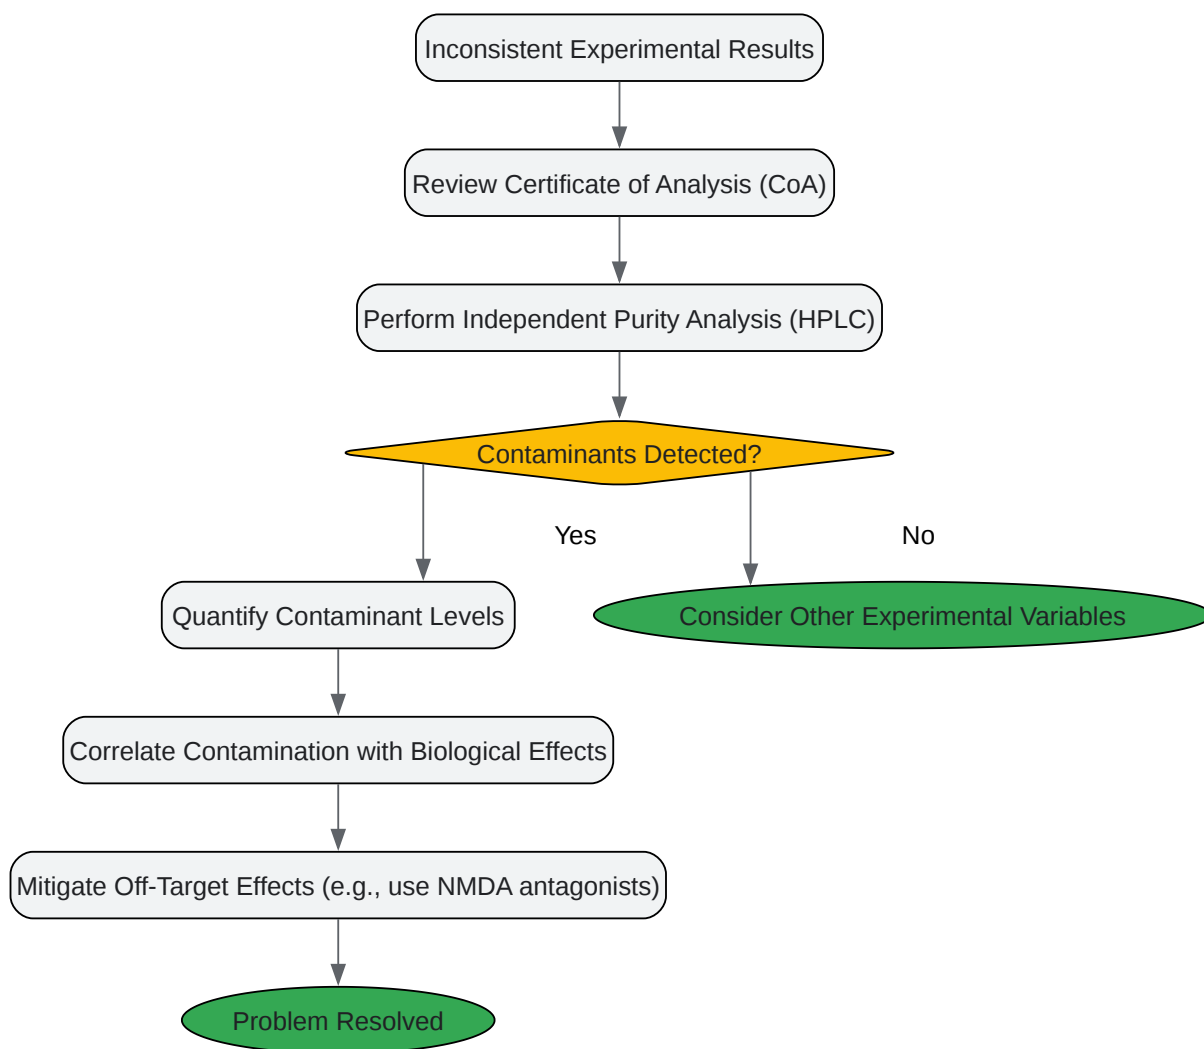 Inconsistent Experimental Results
Review Certificate of Analysis (CoA)
Perform Independent Purity Analysis (HPLC)
Contaminants Detected?
Yes
No
Quantify Contaminant Levels
Consider Other Experimental Variables
Correlate Contamination with Biological Effects
Mitigate Off-Target Effects (e.g., use NMDA antagonists)
Problem Resolved